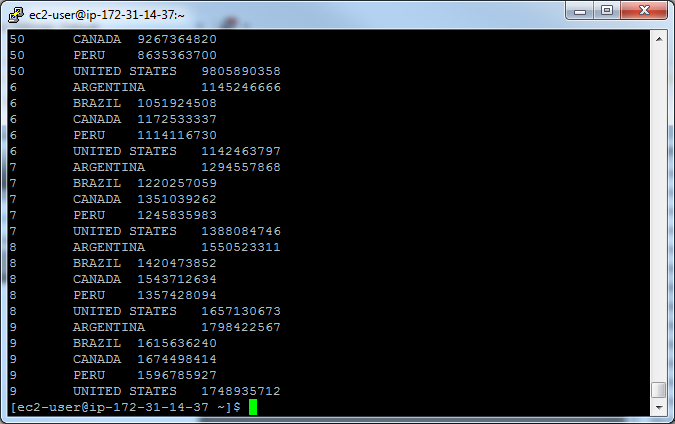 ec2-user@ip-172-31-14-37:~
50 CANADA 9267364820
50 PERU 8635363700
50 UNITED STATES 9805890358
6 ARGENTINA 1145246666
6 BRAZIL 1051924508
6 CANADA 1172533337
6 PERU 1114116730
6 UNITED STATES 1142463797
7 ARGENTINA 1294557868
7 BRAZIL 1220257059
7 CANADA 1351039262
7 PERU 1245835983
7 UNITED STATES 1388084746
8 ARGENTINA 1550523311
8 BRAZIL 1420473852
8 CANADA 1543712634
8 PERU 1357428094
8 UNITED STATES 1657130673
9 ARGENTINA 1798422567
9 BRAZIL 1615636240
9 CANADA 1674498414
9 PERU 1596785927
9 UNITED STATES 1748935712
[ec2-user@ip-172-31-14-37 ~]$